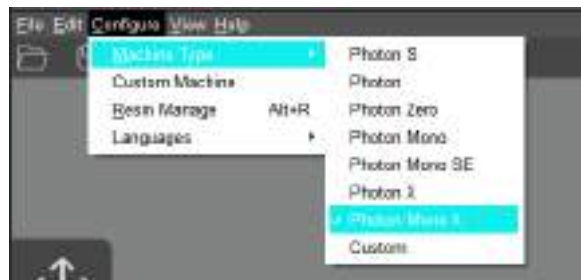 File Edit Configure View Help
Machine Type
Custom Machine
Resin Manage Alt+R
Languages
Photon S
Photon
Photon Zero
Photon Mono
Photon Mono SE
Photon X
Photon Mono X
Custom